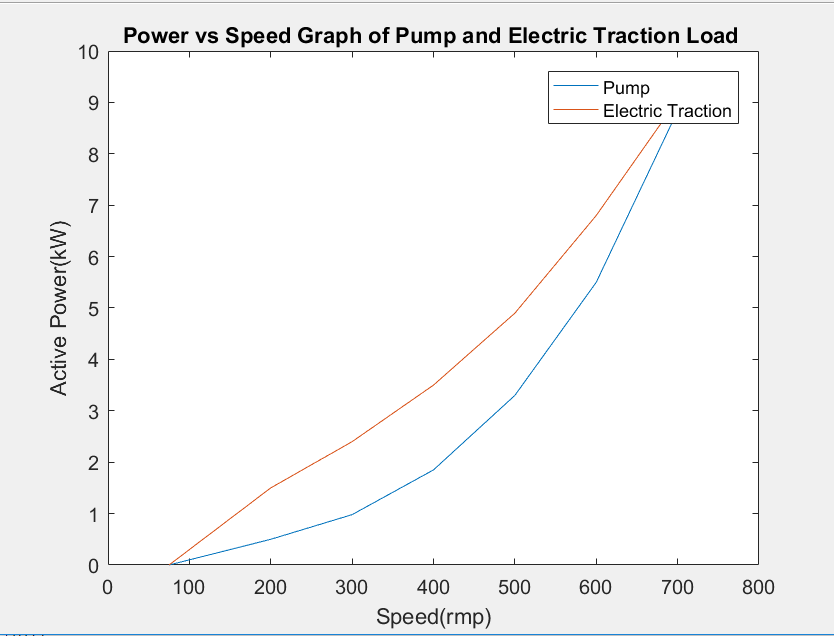 Power vs Speed Graph of Pump and Electric Traction Load
10
9
8
7
6
5
4
3
2
1
0
Active Power(kW)
Pump
Electric Traction
0 100 200 300 400 500 600 700 800
Speed(rmp)